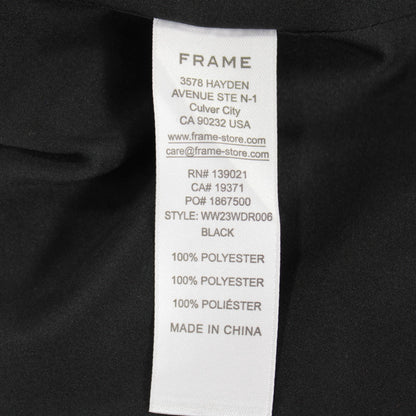 FRAME
3578 HAYDEN
AVENUE STE N-1
Culver City
CA 90232 USA
www.frame-store.com
care@frame-store.com
RN# 139021
CA# 19371
PO# 1867500
STYLE: WW23WDR006
BLACK
100% POLYESTER
100% POLYESTER
100% POLIÉSTER
MADE IN CHINA